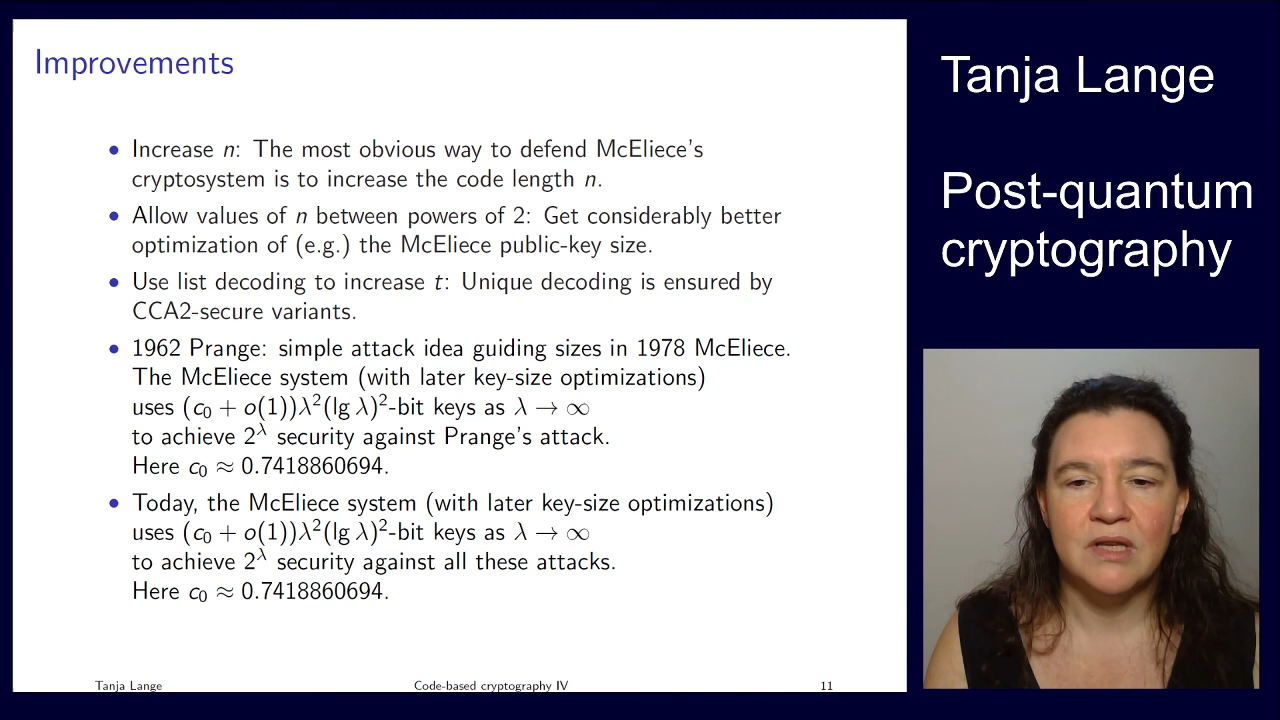 Improvements
• Increase n: The most obvious way to defend McEliece's
cryptosystem is to increase the code length n.
• Allow values of n between powers of 2: Get considerably better
optimization of (e.g.) the McEliece public-key size.
• Use list decoding to increase t: Unique decoding is ensured by
CCA2-secure variants.
• 1962 Prange: simple attack idea guiding sizes in 1978 McEliece.
The McEliece system (with later key-size optimizations)
uses (c₀ + o(1))λ²(lg λ)²-bit keys as λ → ∞
to achieve 2^λ security against Prange's attack.
Here c₀ ≈ 0.7418860694.
• Today, the McEliece system (with later key-size optimizations)
uses (c₀ + o(1))λ²(lg λ)²-bit keys as λ → ∞
to achieve 2^λ security against all these attacks.
Here c₀ ≈ 0.7418860694.
Tanja Lange
Code-based cryptography IV
11
Tanja Lange
Post-quantum
cryptography